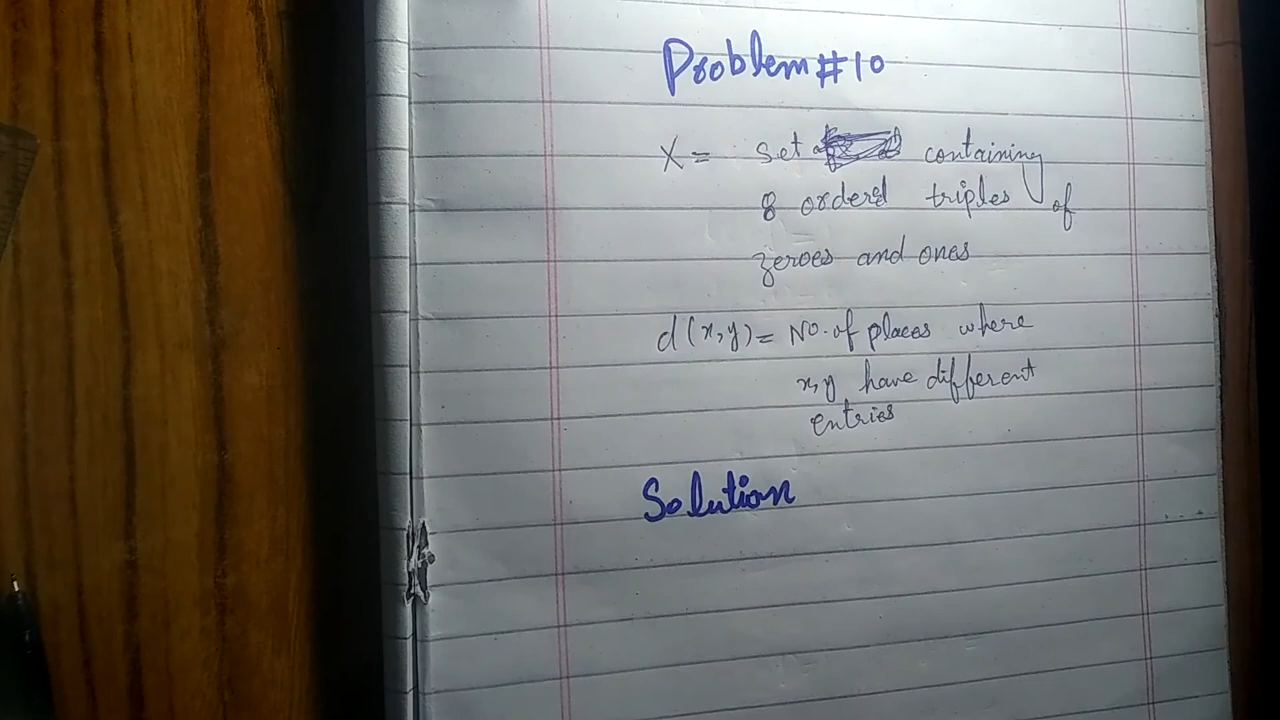 Problem #10
X = set containing
8 ordered triples of
zeroes and ones
d(x,y) = No. of places where
x,y have different
entries
Solution